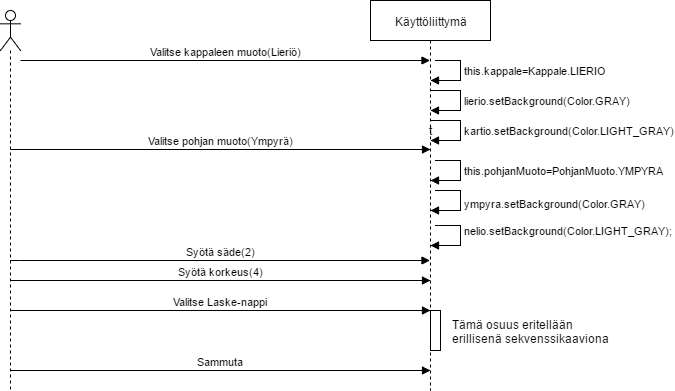 Käyttöliittymä
Valitse kappaleen muoto(Lieriö)
this.kappale=Kappale.LIERIO
lierio.setBackground(Color.GRAY)
kartio.setBackground(Color.LIGHT_GRAY)
Valitse pohjan muoto(Ympyrä)
this.pohjanMuoto=PohjanMuoto.YMPYRA
ympyra.setBackground(Color.GRAY)
nelio.setBackground(Color.LIGHT_GRAY);
Syötä säde(2)
Syötä korkeus(4)
Valitse Laske-nappi
Tämä osuus eritellään
erillisenä sekvenssikaaviona
Sammuta